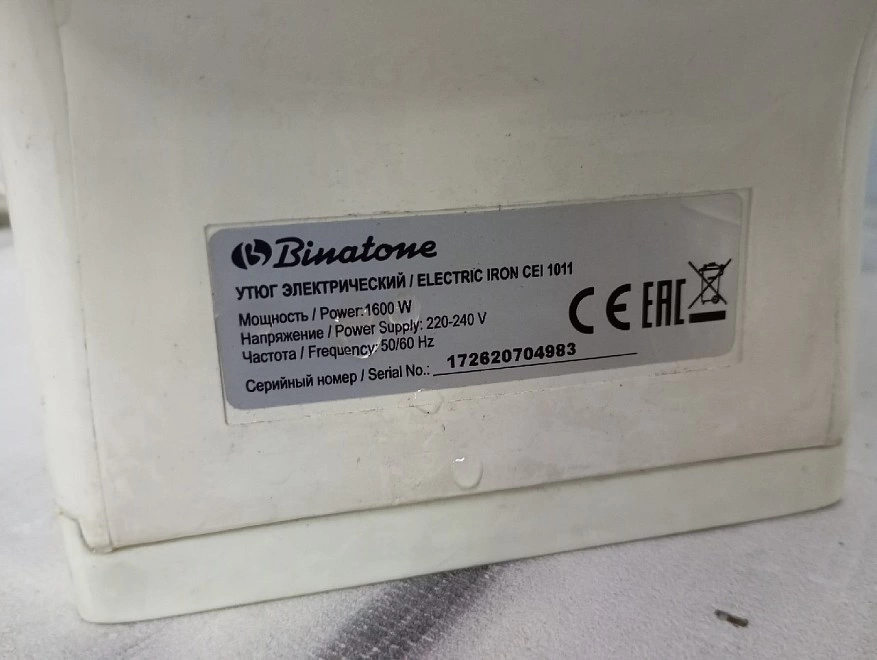 Binatone
УТЮГ ЭЛЕКТРИЧЕСКИЙ / ELECTRIC IRON CEI 1011
Мощность / Power:1600 W
Напряжение / Power Supply: 220-240 V
Частота / Frequency: 50/60 Hz
Серийный номер / Serial No.: 172620704983
CE EAC